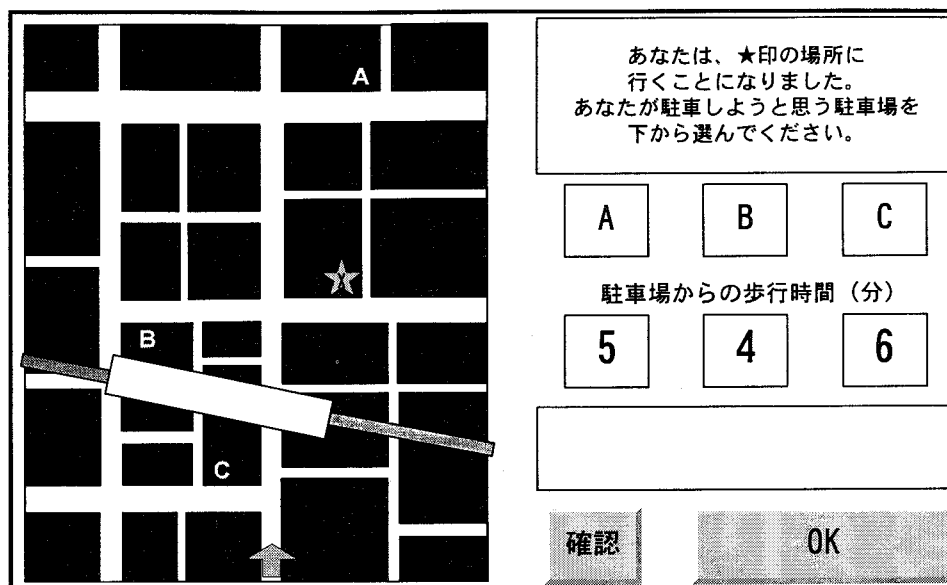 A
B
C
あなたは、★印の場所に
行くことになりました。
あなたが駐車しようと思う駐車場を
下から選んでください。
A B C
駐車場からの歩行時間（分）
5 4 6
確認 OK